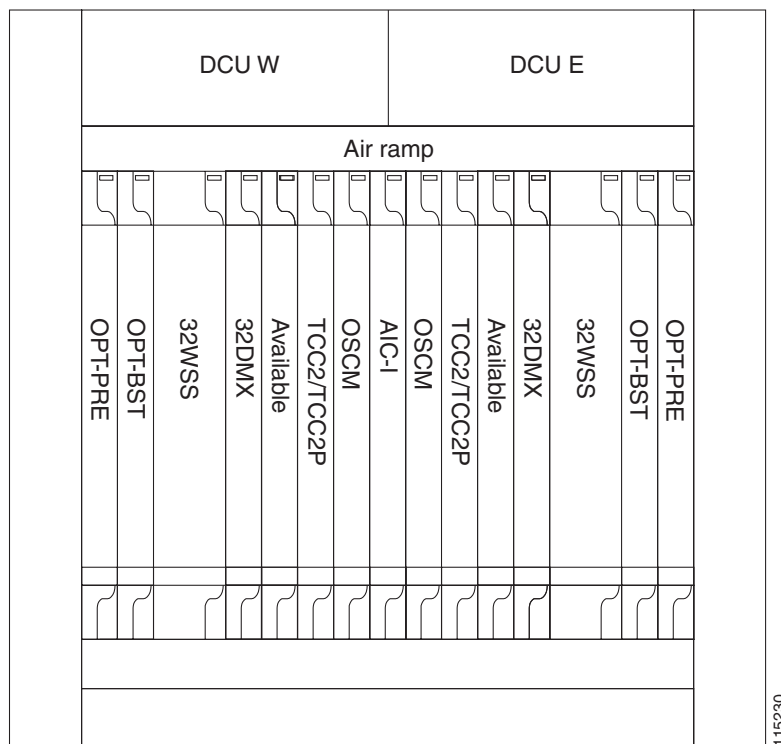 DCU W
DCU E
Air ramp
OPT-PRE
OPT-BST
32WSS
32DMX
Available
TCC2/TCC2P
OSCM
AIC-I
OSCM
TCC2/TCC2P
Available
32DMX
32WSS
OPT-BST
OPT-PRE
115230